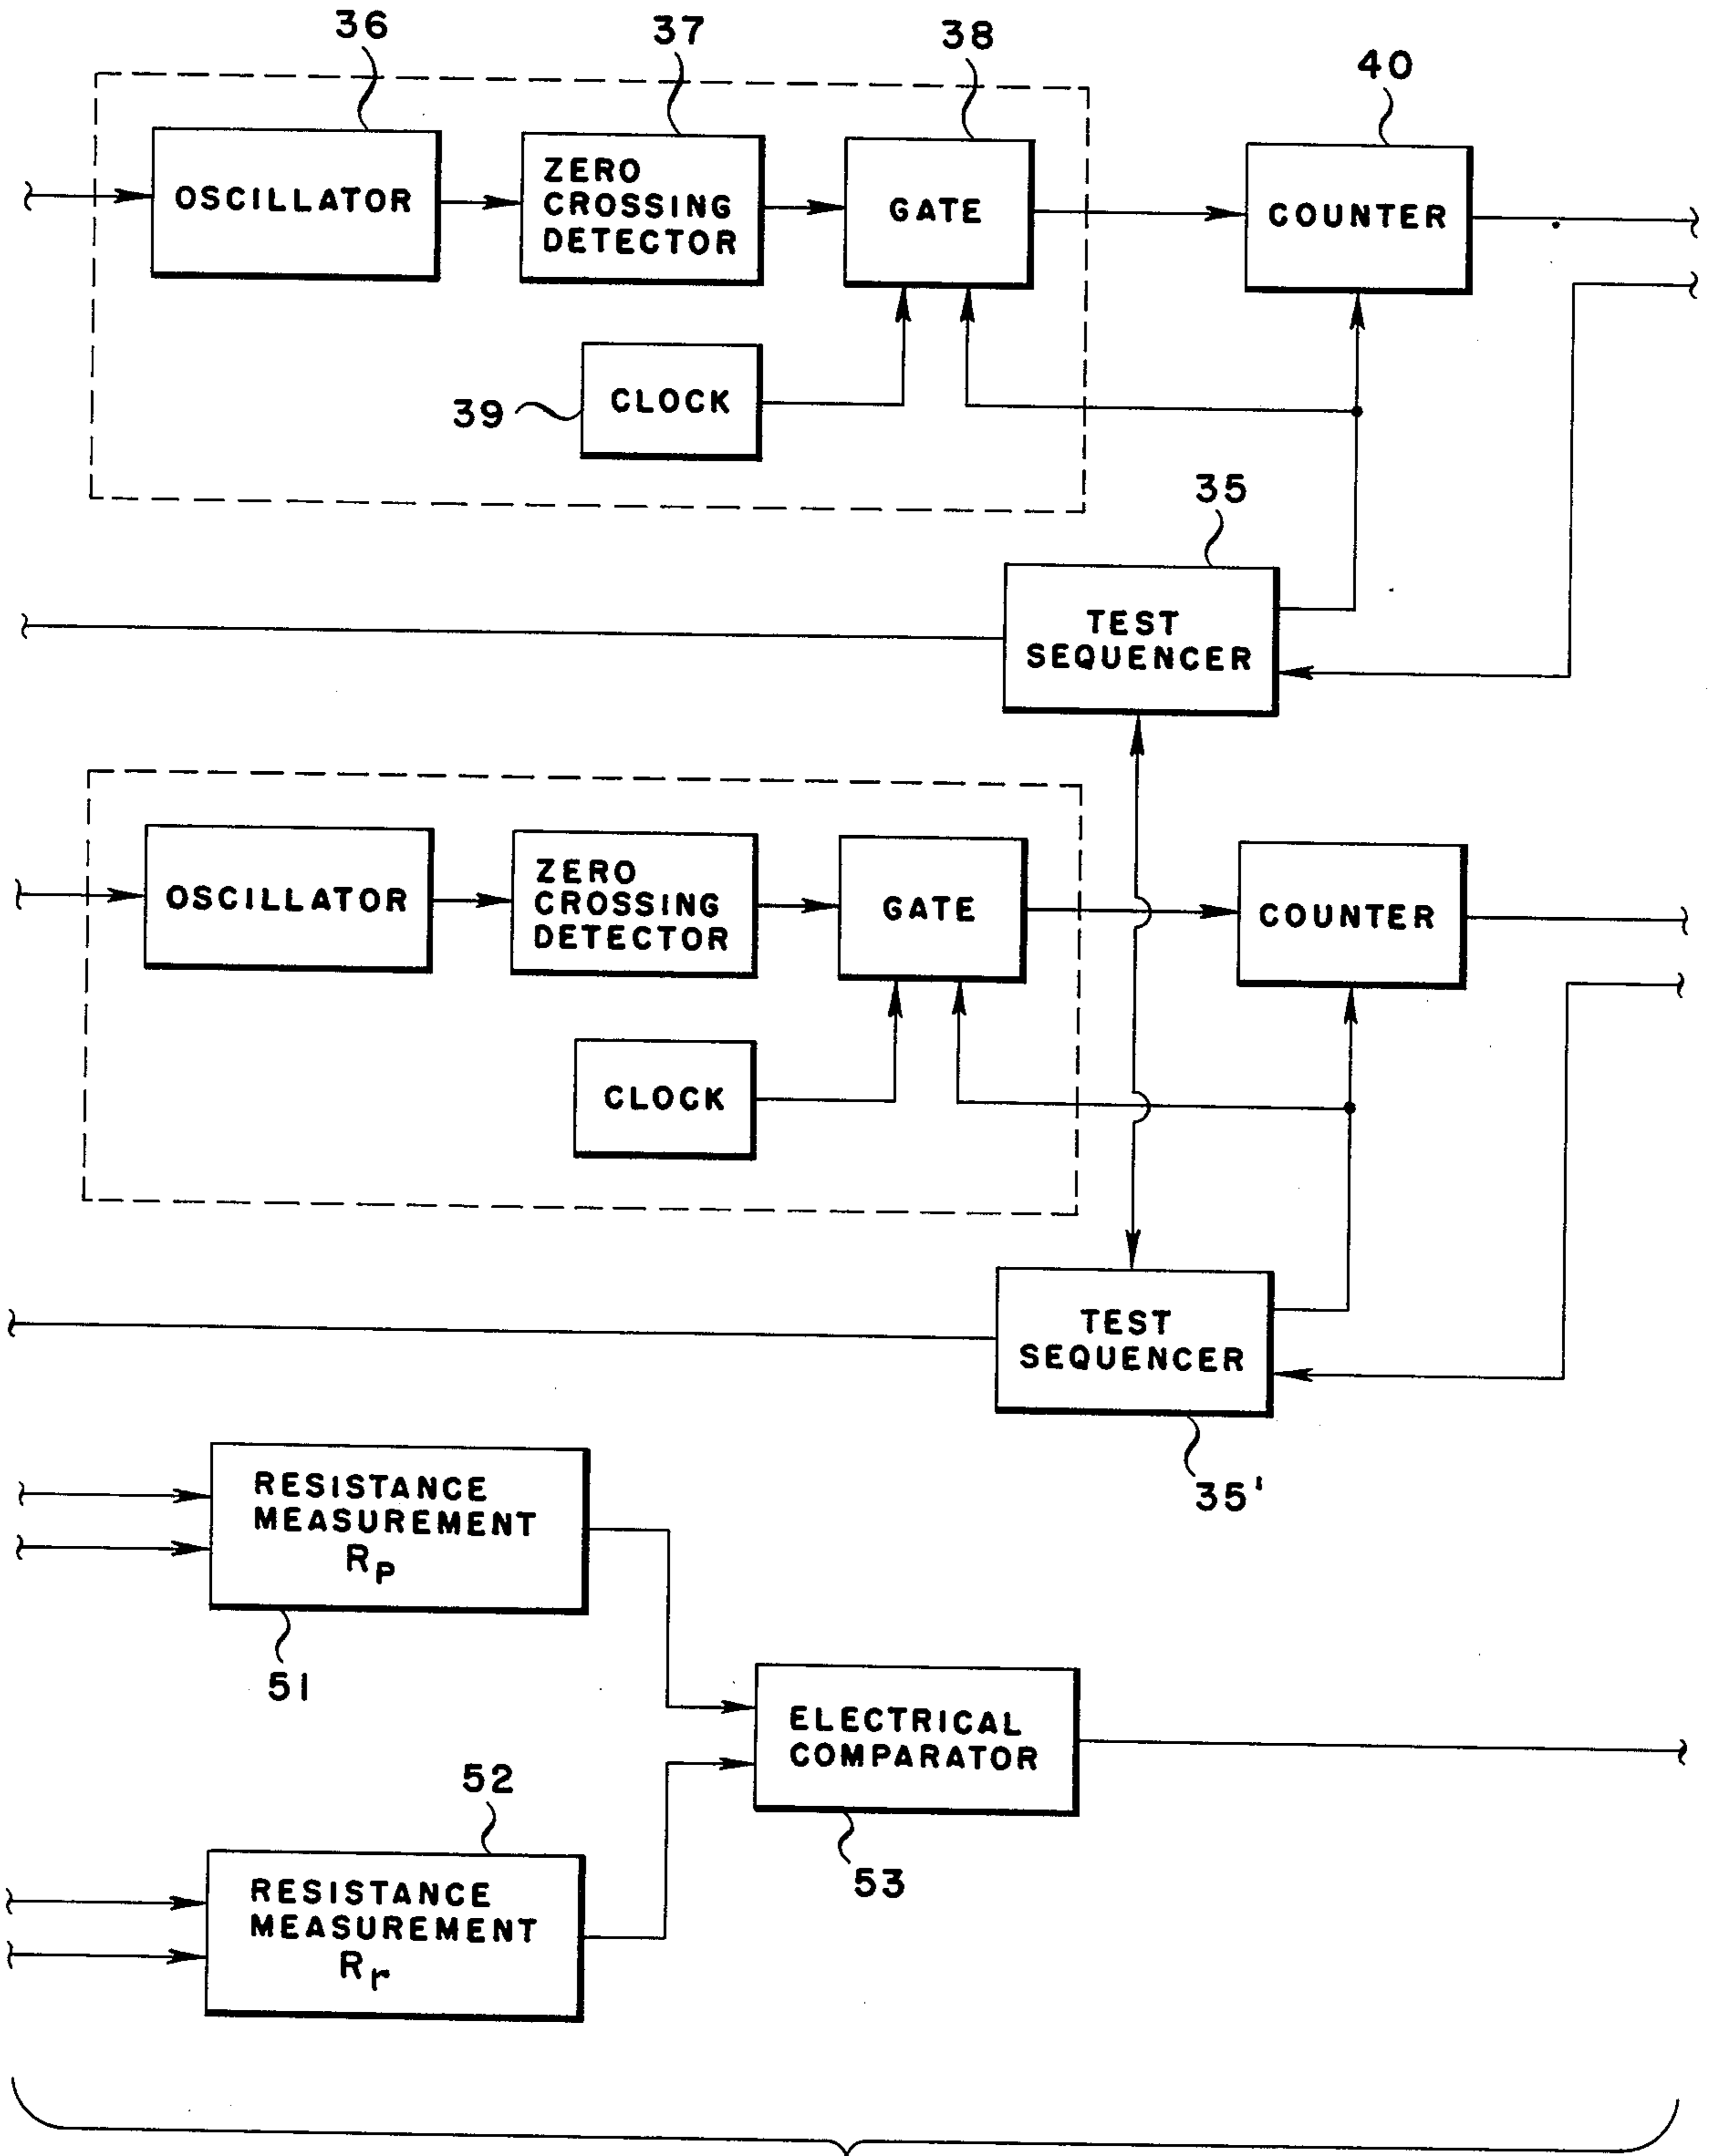 36
37
38
40
OSCILLATOR
ZERO
CROSSING
DETECTOR
GATE
COUNTER
39
CLOCK
35
TEST
SEQUENCER
OSCILLATOR
ZERO
CROSSING
DETECTOR
GATE
COUNTER
CLOCK
TEST
SEQUENCER
35'
RESISTANCE
MEASUREMENT
Rp
51
ELECTRICAL
COMPARATOR
53
52
RESISTANCE
MEASUREMENT
Rr